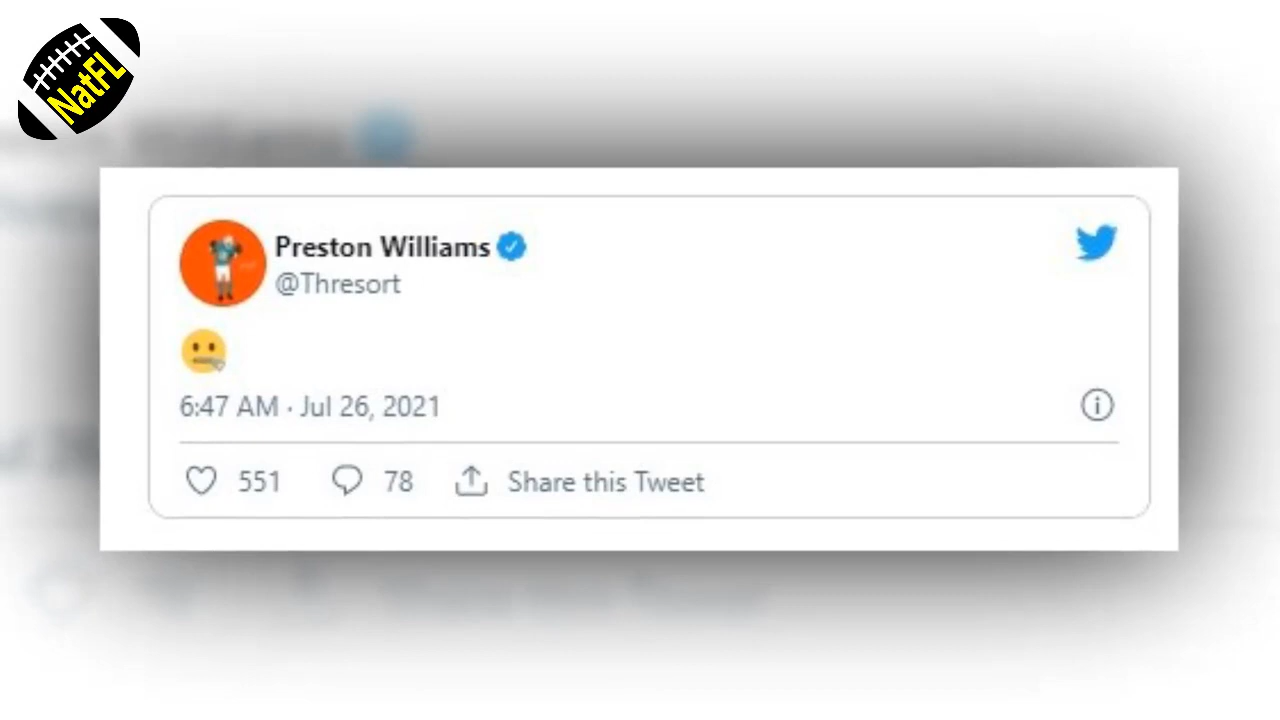 NatFL
Preston Williams
@Thresort
🤐
6:47 AM · Jul 26, 2021
551 78 Share this Tweet